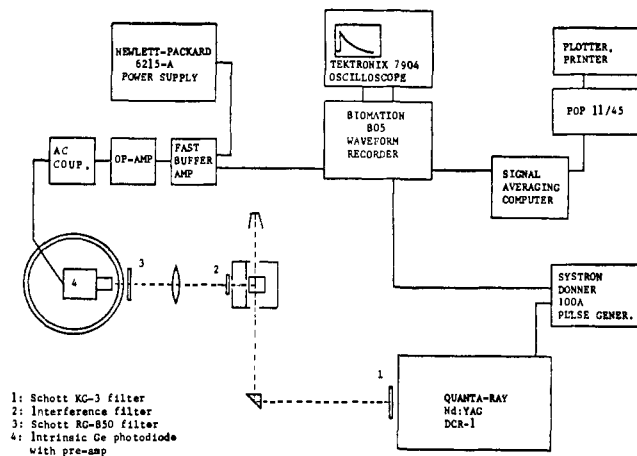 NEWLETT-PACKARD
6215-A
POWER SUPPLY
TEKTRONIX 7904
OSCILLOSCOPE
PLOTTER,
PRINTER
BIOMATION
805
WAVEFORM
RECORDER
POP 11/45
AC
COUP.
OP-AMP
FAST
BUFFER
AMP
SIGNAL
AVERAGING
COMPUTER
4
3
2
SYSTRON
DONNER
100A
PULSE GENER.
1
QUANTA-RAY
Nd:YAG
DCR-1
1: Schott KG-3 filter
2: Interference filter
3: Schott RG-850 filter
4: Intrinsic Ge photodiode
with pre-amp